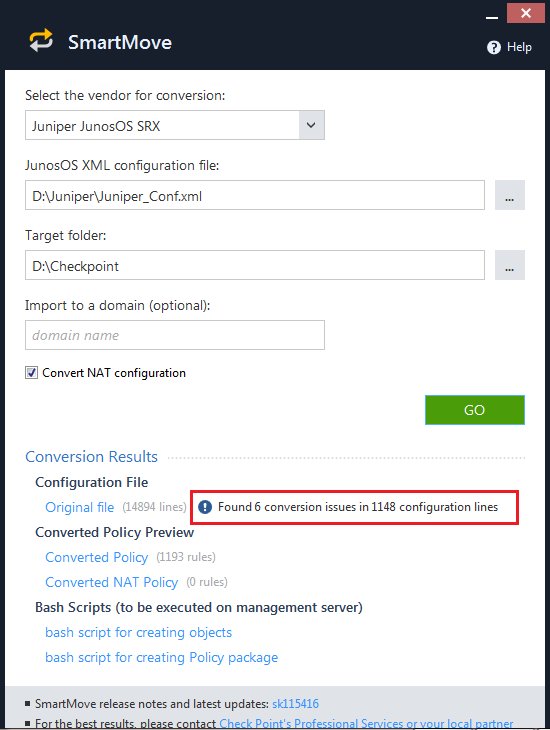 SmartMove
Help
Select the vendor for conversion:
Juniper JunosOS SRX
JunosOS XML configuration file:
D:\Juniper\Juniper_Conf.xml
...
Target folder:
D:\Checkpoint
...
Import to a domain (optional):
domain name
Convert NAT configuration
GO
Conversion Results
Configuration File
Original file (14894 lines) Found 6 conversion issues in 1148 configuration lines
Converted Policy Preview
Converted Policy (1193 rules)
Converted NAT Policy (0 rules)
Bash Scripts (to be executed on management server)
bash script for creating objects
bash script for creating Policy package
SmartMove release notes and latest updates: sk115416
For the best results, please contact Check Point's Professional Services or your local partner